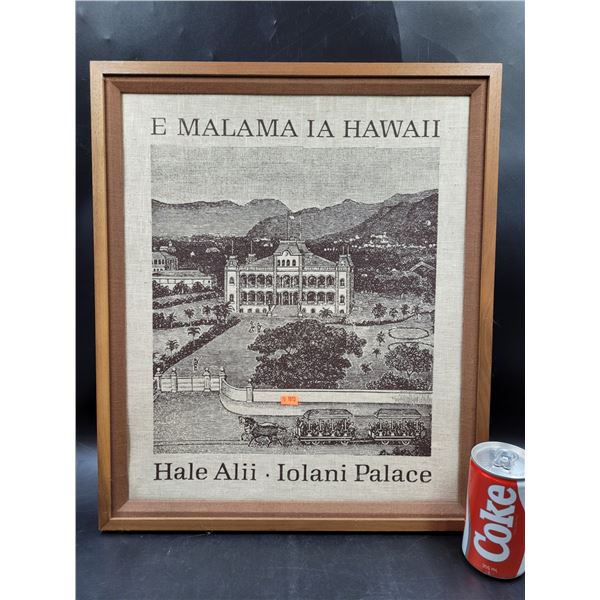 E MALAMA IA HAWAII
Hale Alii · Iolani Palace
Coke